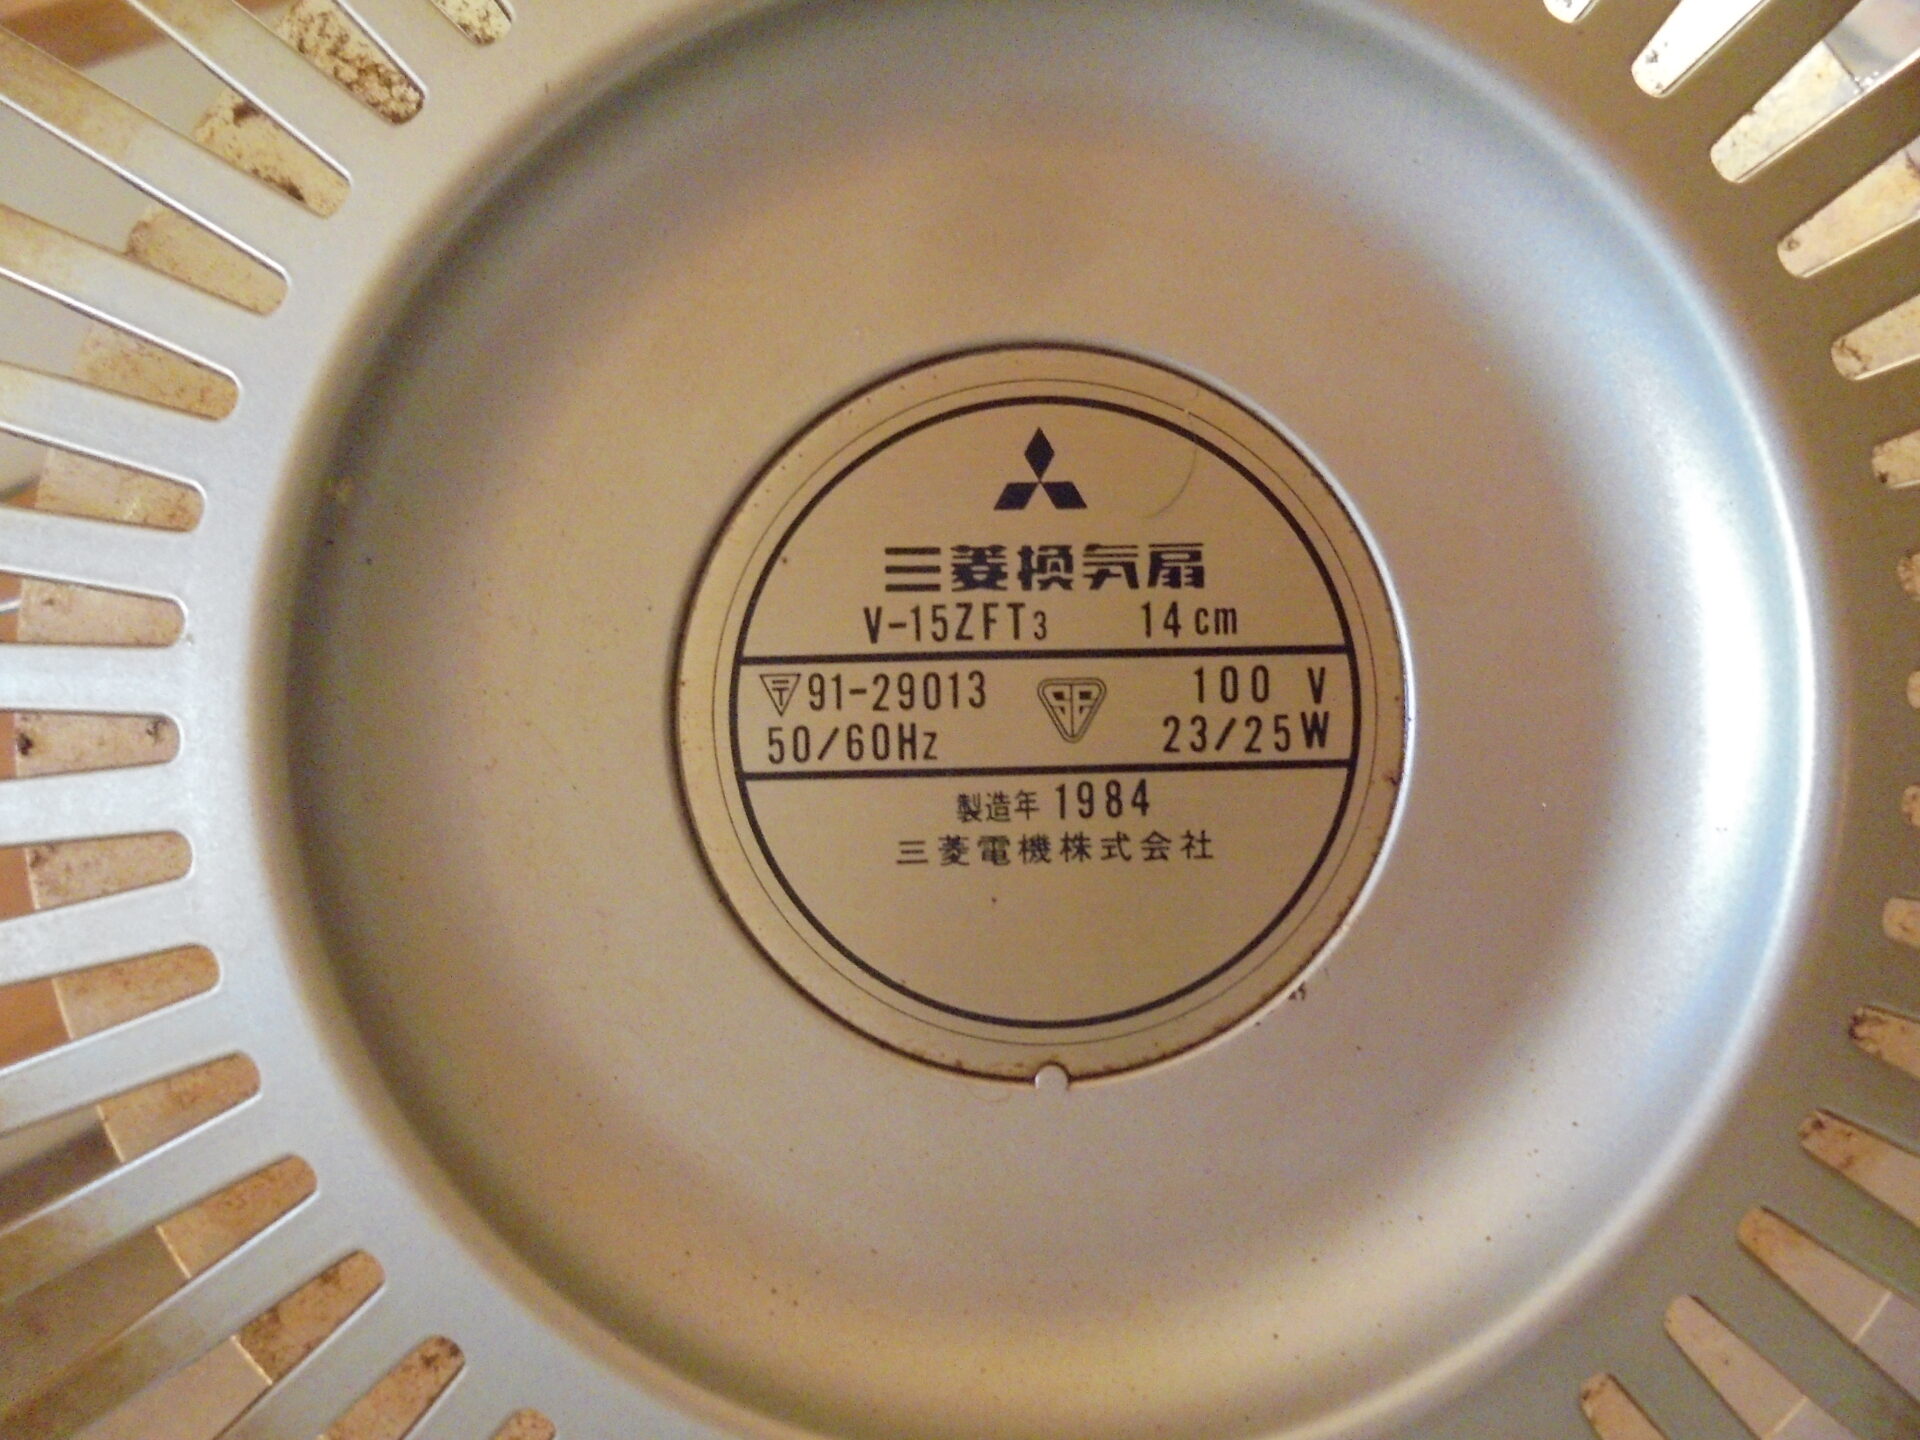 三菱換気扇
V-15ZFT3 14cm
〒91-29013 100 V
50/60Hz 23/25W
製造年 1984
三菱電機株式会社